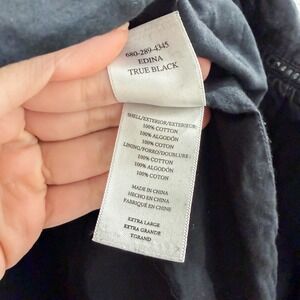 680-289-4345
EDINA
TRUE BLACK
SHELL/EXTERIOR/EXTERIEUR:
100% COTTON
100% ALGODÓN
100% COTON
LINING/FORRO/DOUBLURE:
100% COTTON
100% ALGODÓN
100% COTON
MADE IN CHINA
HECHO EN CHINA
FABRIQUÉ EN CHINE
EXTRA LARGE
EXTRA GRANDE
TGRAND